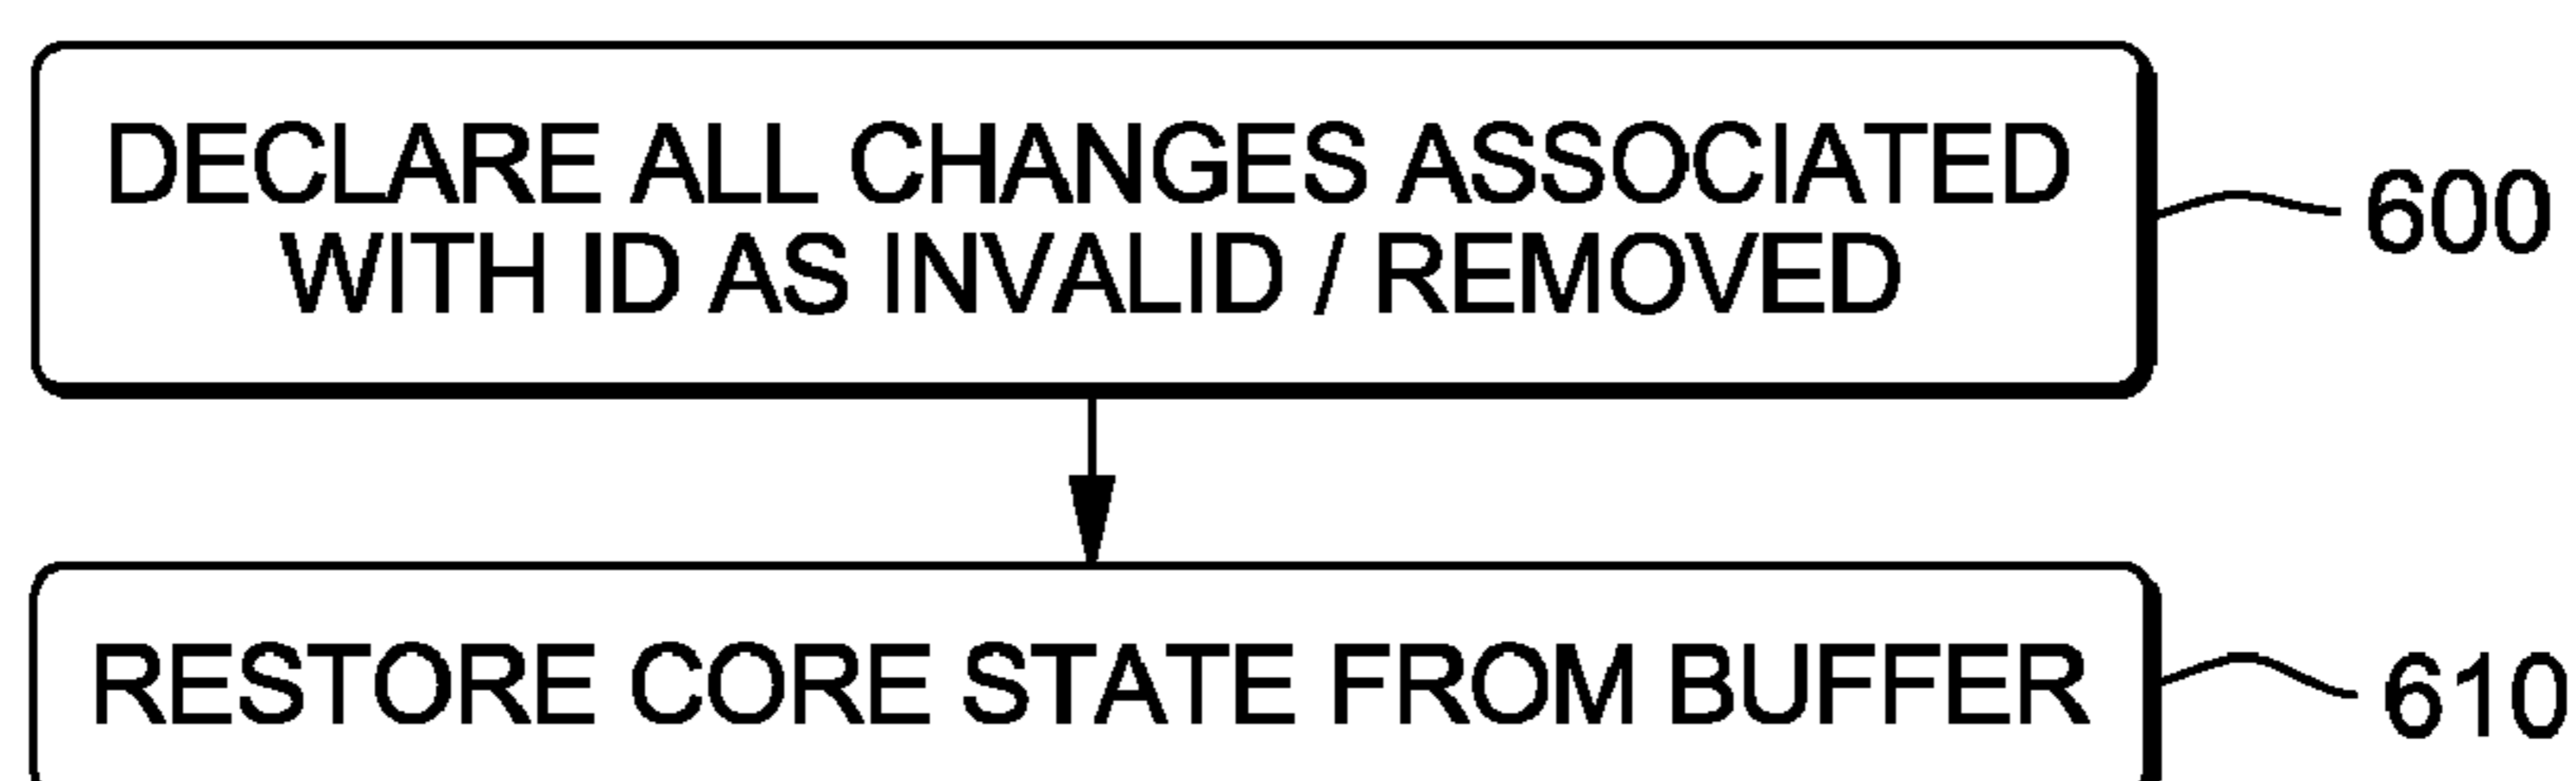 DECLARE ALL CHANGES ASSOCIATED
WITH ID AS INVALID / REMOVED
600
RESTORE CORE STATE FROM BUFFER
610